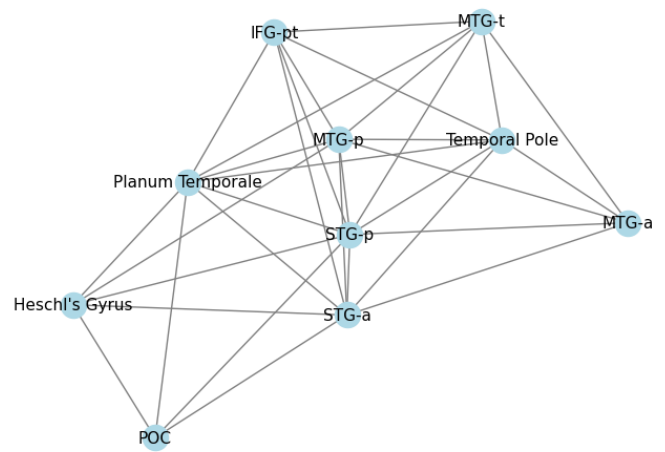 MTG-t
IFG-pt
MTG-p
Temporal Pole
Planum Temporale
MTG-a
STG-p
Heschl's Gyrus
STG-a
POC